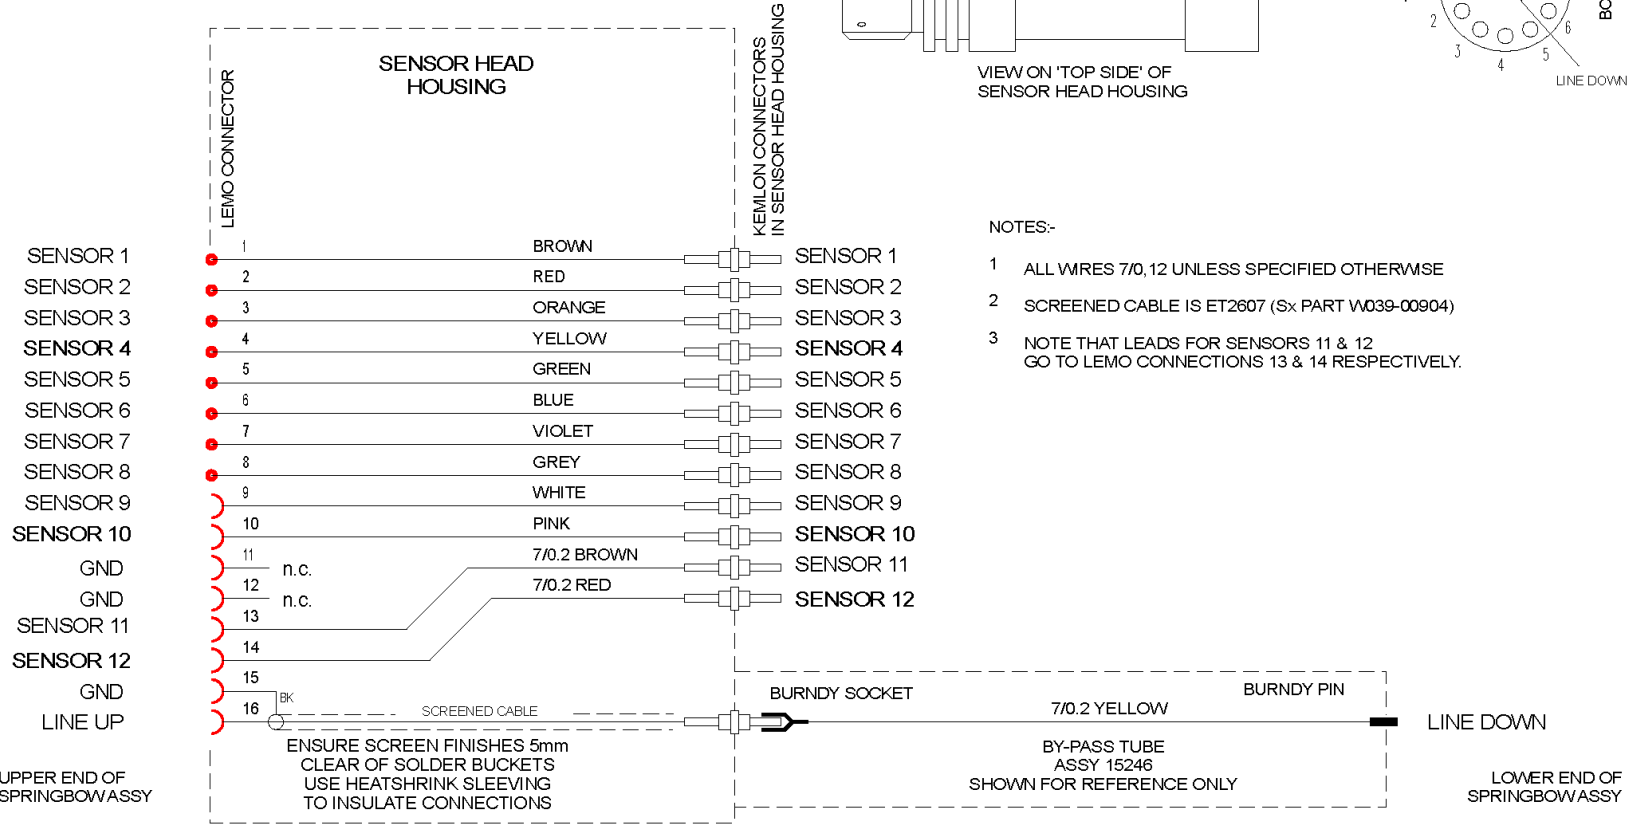 SENSOR HEAD
HOUSING
LEMO CONNECTOR
KEMLON CONNECTORS
IN SENSOR HEAD HOUSING
VIEW ON 'TOP SIDE' OF
SENSOR HEAD HOUSING
2
3
4
5
6
LINE DOWN
BO
SENSOR 1 1 BROWN SENSOR 1
SENSOR 2 2 RED SENSOR 2
SENSOR 3 3 ORANGE SENSOR 3
SENSOR 4 4 YELLOW SENSOR 4
SENSOR 5 5 GREEN SENSOR 5
SENSOR 6 6 BLUE SENSOR 6
SENSOR 7 7 VIOLET SENSOR 7
SENSOR 8 8 GREY SENSOR 8
SENSOR 9 9 WHITE SENSOR 9
SENSOR 10 10 PINK SENSOR 10
GND 11 n.c. 7/0.2 BROWN SENSOR 11
GND 12 n.c. 7/0.2 RED SENSOR 12
SENSOR 11 13
SENSOR 12 14
GND 15
BK
LINE UP 16 SCREENED CABLE
ENSURE SCREEN FINISHES 5mm
CLEAR OF SOLDER BUCKETS
USE HEATSHRINK SLEEVING
TO INSULATE CONNECTIONS
UPPER END OF
SPRINGBOW ASSY
NOTES:-
1 ALL WIRES 7/0,12 UNLESS SPECIFIED OTHERWISE
2 SCREENED CABLE IS ET2607 (Sx PART W039-00904)
3 NOTE THAT LEADS FOR SENSORS 11 & 12
GO TO LEMO CONNECTIONS 13 & 14 RESPECTIVELY.
BURNDY SOCKET
BURNDY PIN
7/0.2 YELLOW
LINE DOWN
BY-PASS TUBE
ASSY 15246
SHOWN FOR REFERENCE ONLY
LOWER END OF
SPRINGBOW ASSY